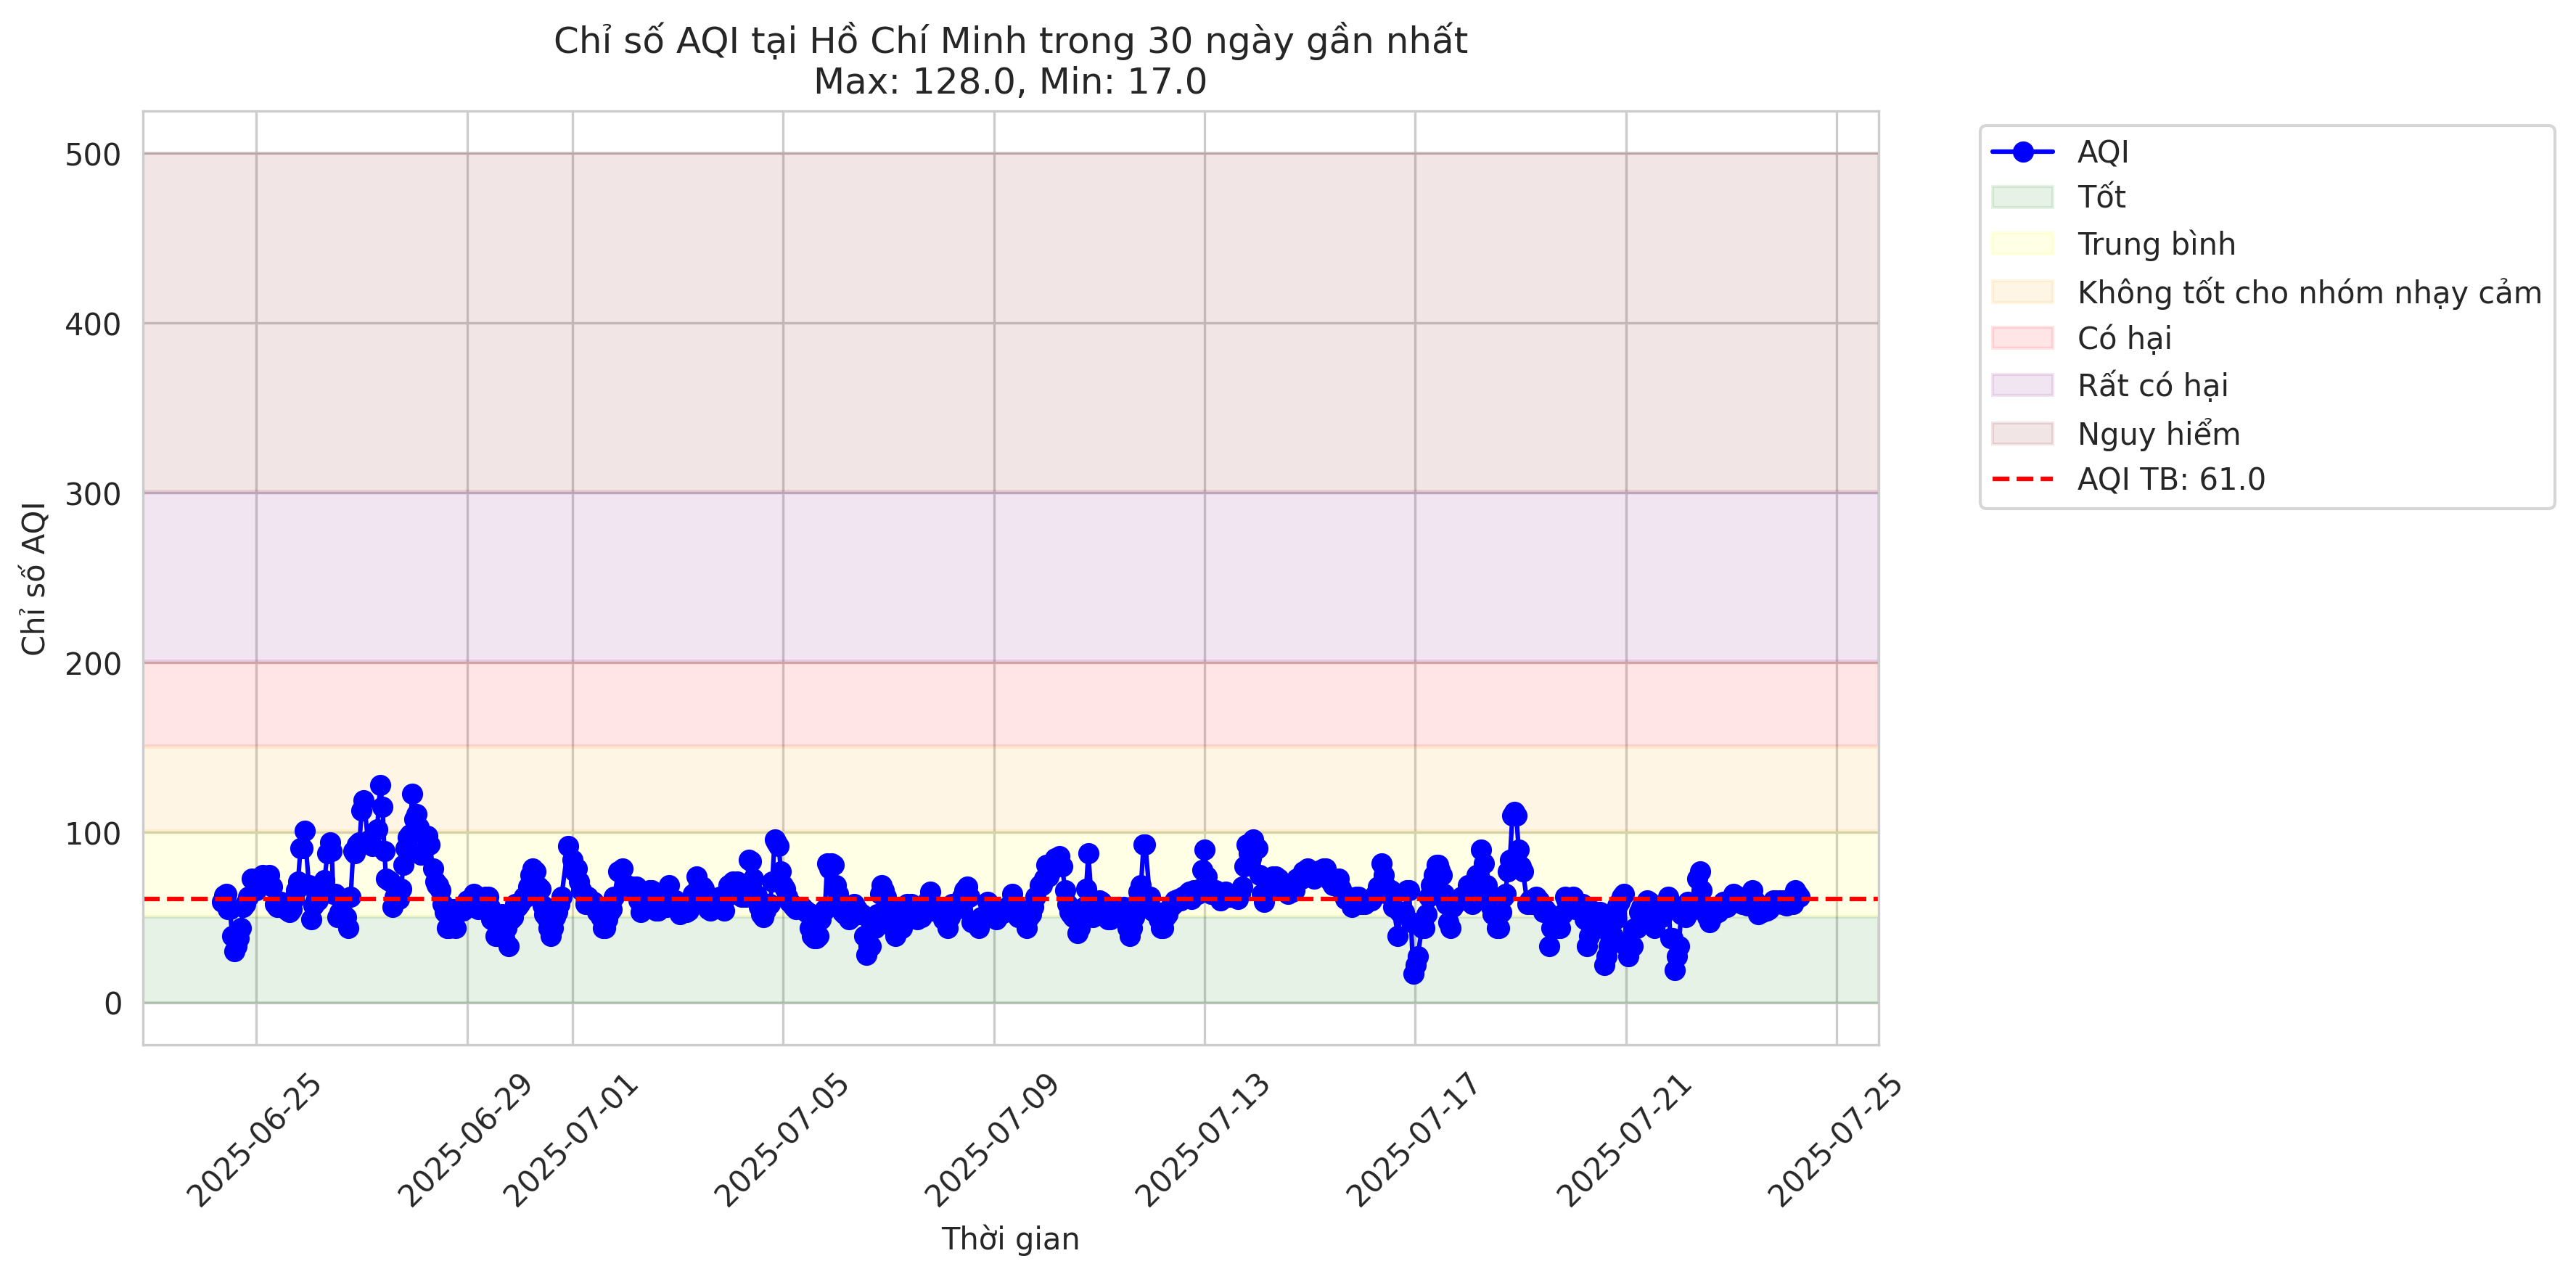 Chỉ số AQI tại Hồ Chí Minh trong 30 ngày gần nhất
Max: 128.0, Min: 17.0
Chỉ số AQI
500
400
300
200
100
0
2025-06-25
2025-06-29
2025-07-01
2025-07-05
2025-07-09
2025-07-13
2025-07-17
2025-07-21
2025-07-25
Thời gian
AQI
Tốt
Trung bình
Không tốt cho nhóm nhạy cảm
Có hại
Rất có hại
Nguy hiểm
AQI TB: 61.0